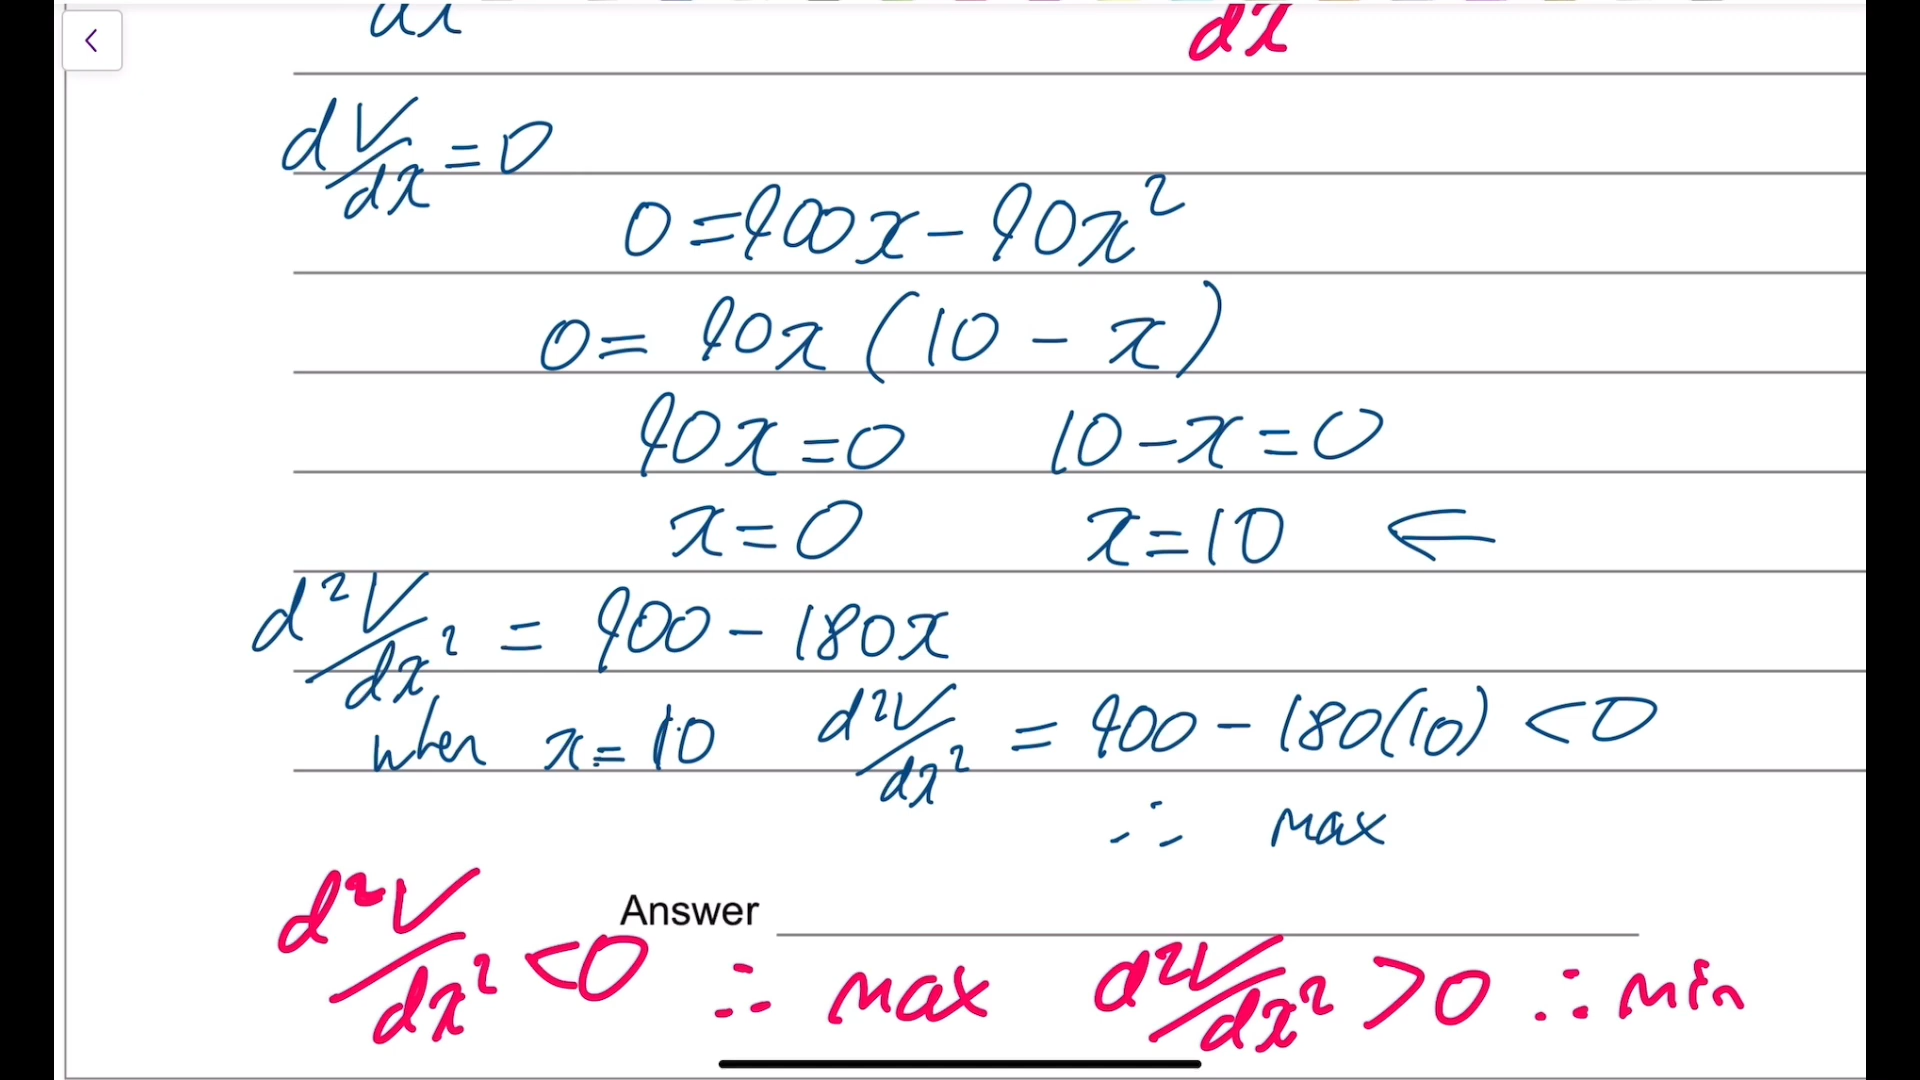 dx dx
dV/dx = 0
0 = 900x - 90x²
0 = 90x (10 - x)
90x = 0 10 - x = 0
x = 0 x = 10 ←
d²V/dx² = 900 - 180x
when x = 10 d²V/dx² = 900 - 180(10) < 0
∴ max
Answer
d²V/dx² < 0 ∴ max d²V/dx² > 0 ∴ min